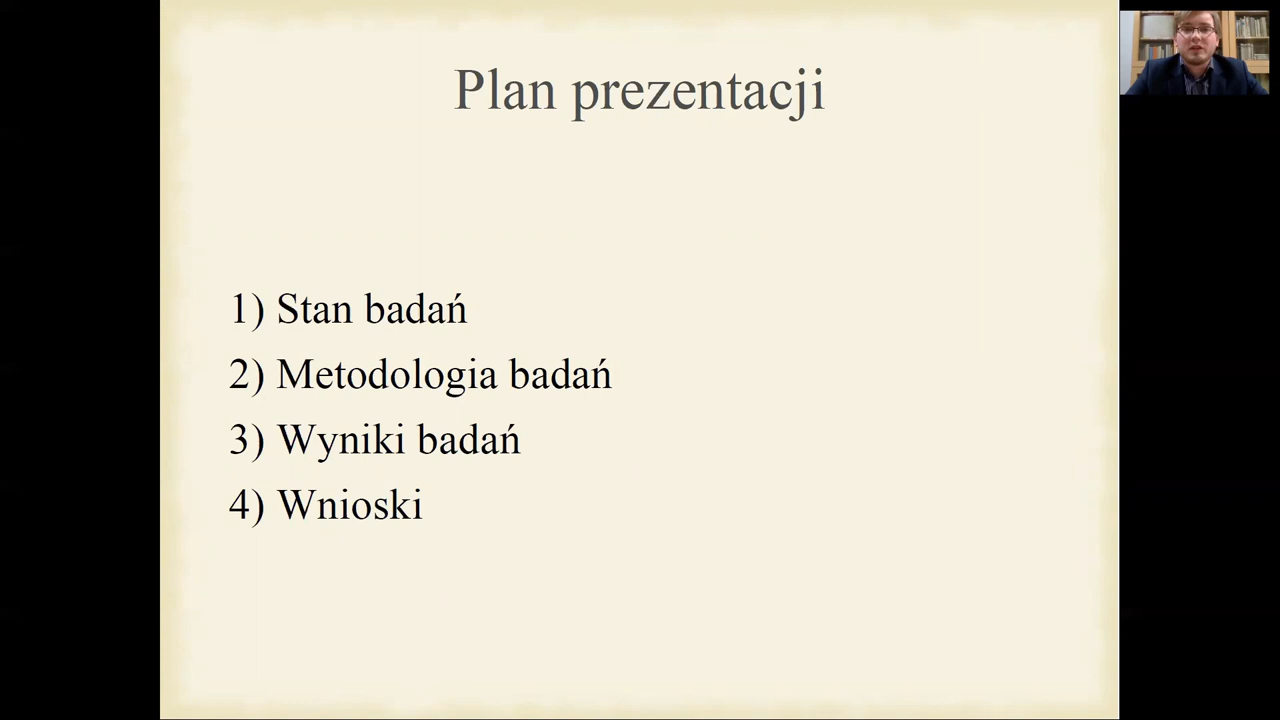 Plan prezentacji
1) Stan badań
2) Metodologia badań
3) Wyniki badań
4) Wnioski